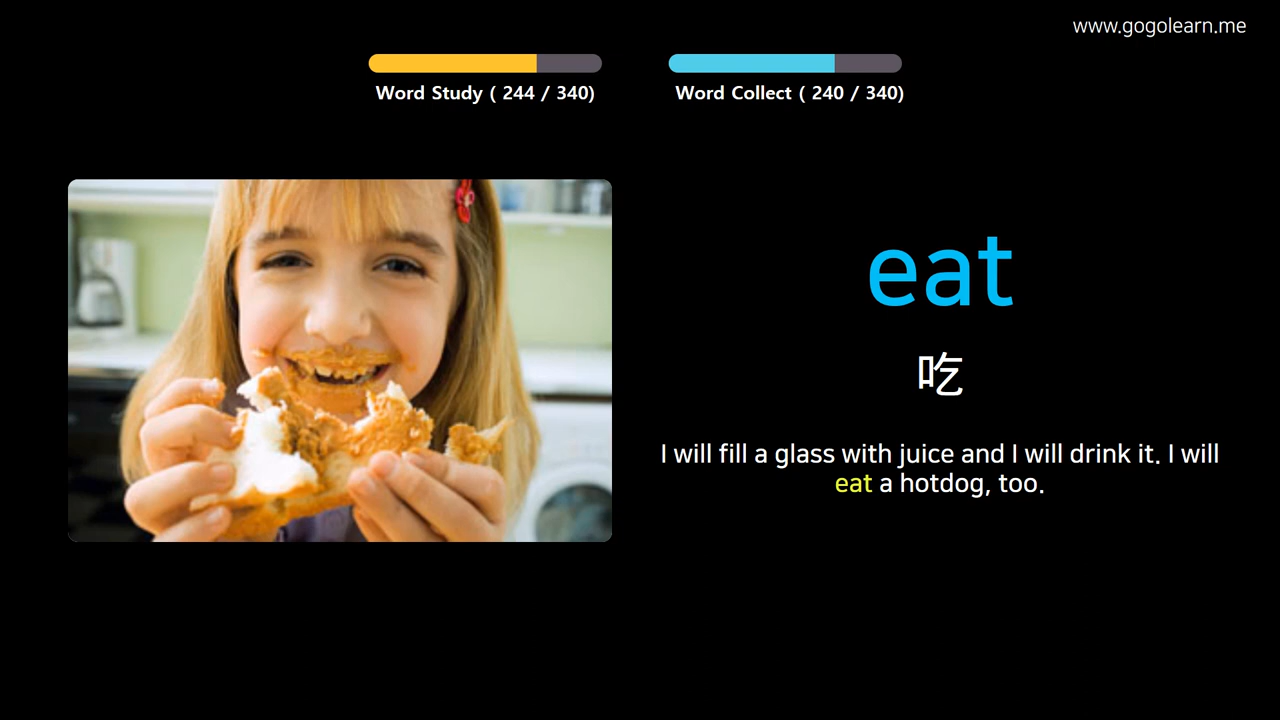 www.gogolearn.me
Word Study ( 244 / 340)
Word Collect ( 240 / 340)
eat
吃
I will fill a glass with juice and I will drink it. I will
eat a hotdog, too.